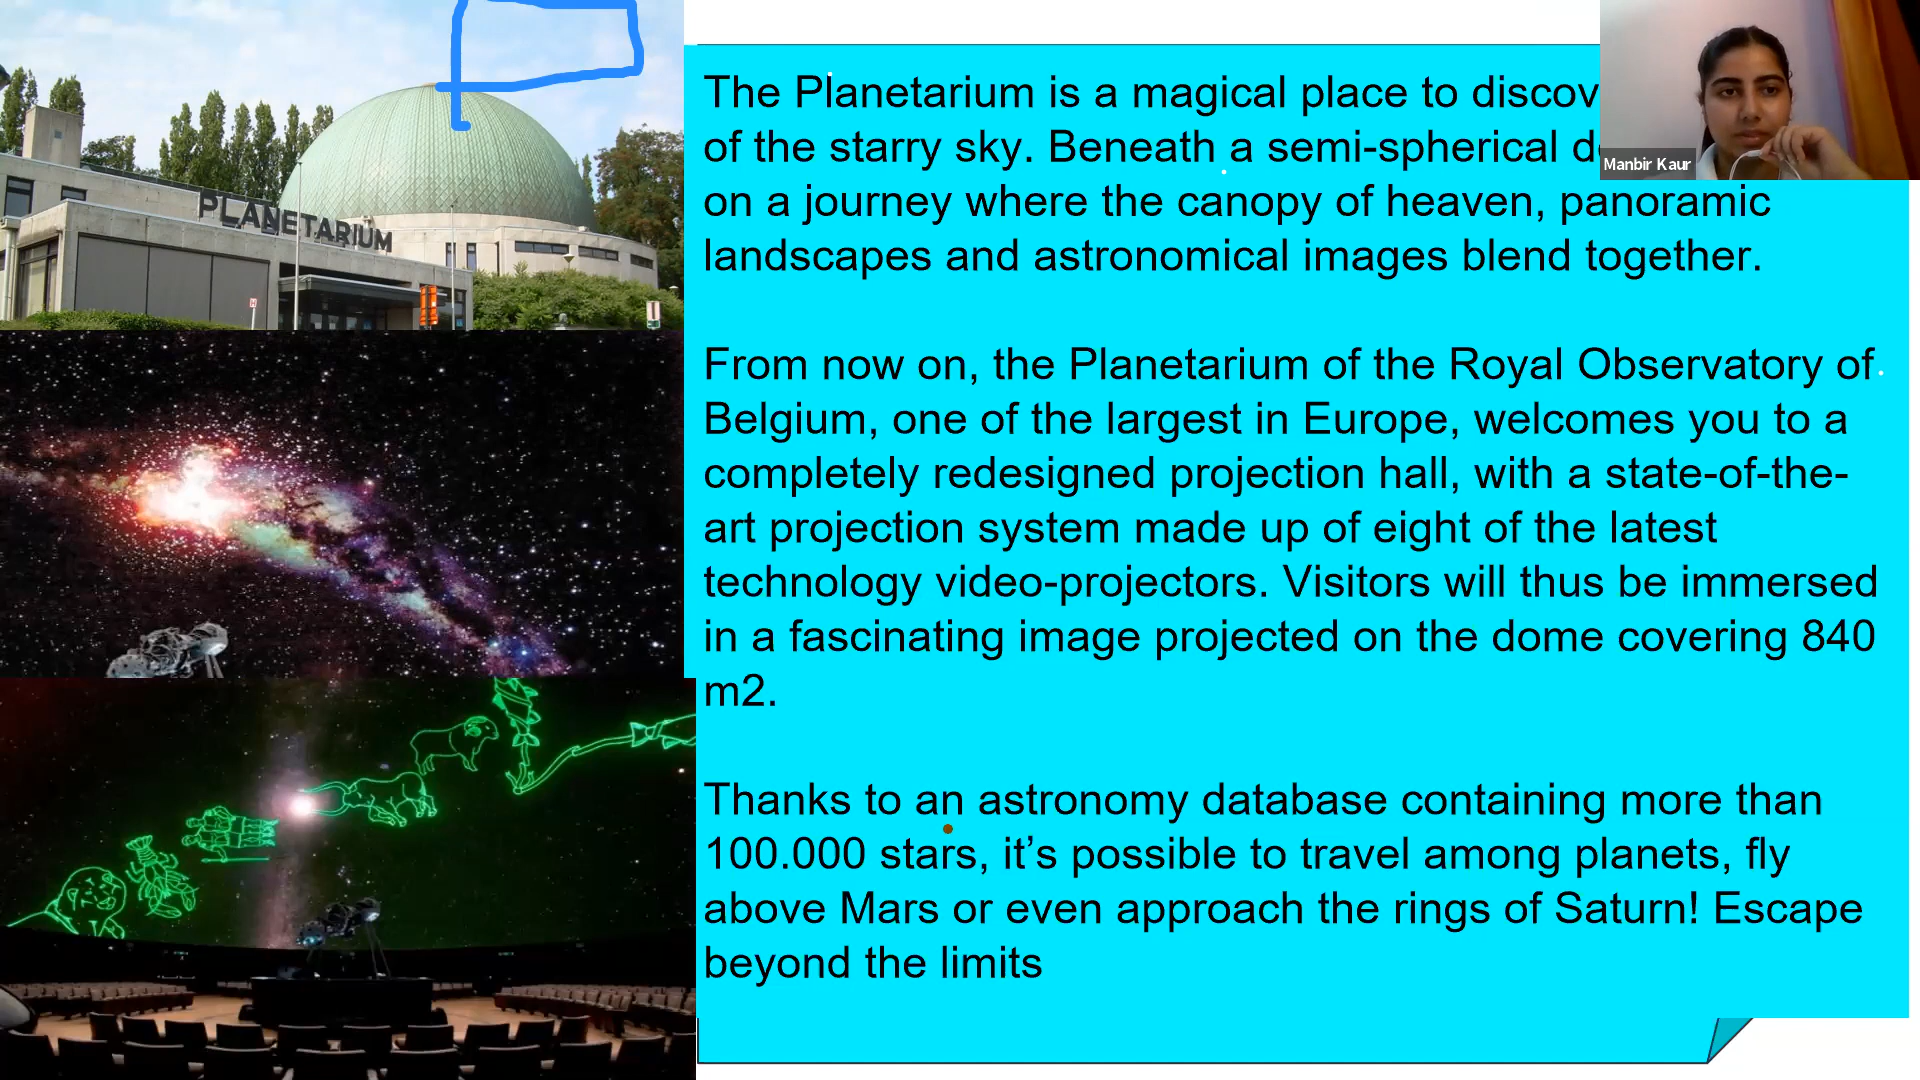 PLANETARIUM
The Planetarium is a magical place to discov
of the starry sky. Beneath a semi-spherical
on a journey where the canopy of heaven, panoramic
landscapes and astronomical images blend together.
From now on, the Planetarium of the Royal Observatory of
Belgium, one of the largest in Europe, welcomes you to a
completely redesigned projection hall, with a state-of-the-
art projection system made up of eight of the latest
technology video-projectors. Visitors will thus be immersed
in a fascinating image projected on the dome covering 840
m2.
Thanks to an astronomy database containing more than
100.000 stars, it’s possible to travel among planets, fly
above Mars or even approach the rings of Saturn! Escape
beyond the limits
Manbir Kaur